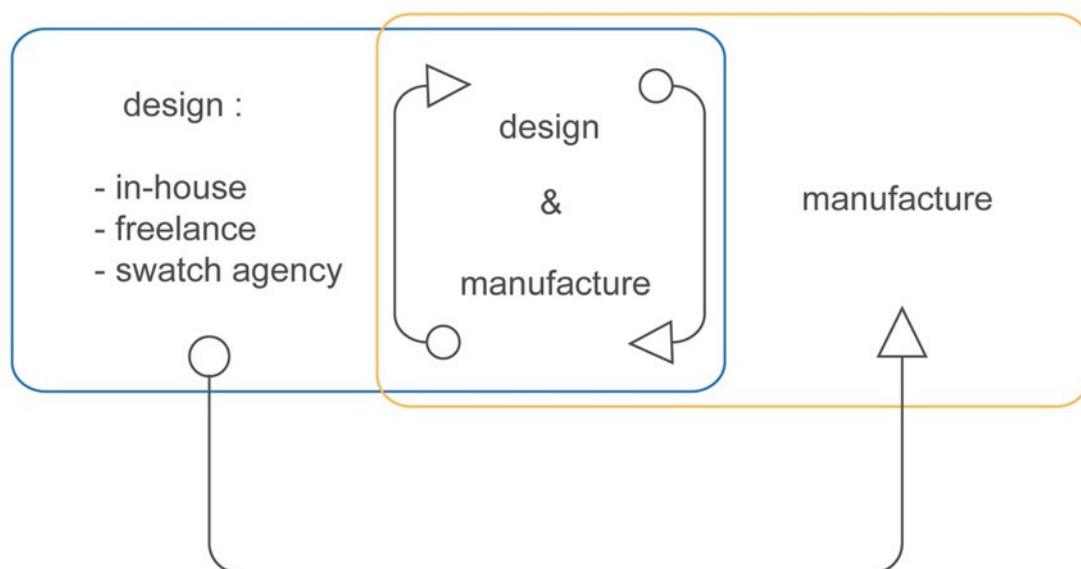 design :
- in-house
- freelance
- swatch agency
design
&
manufacture
manufacture